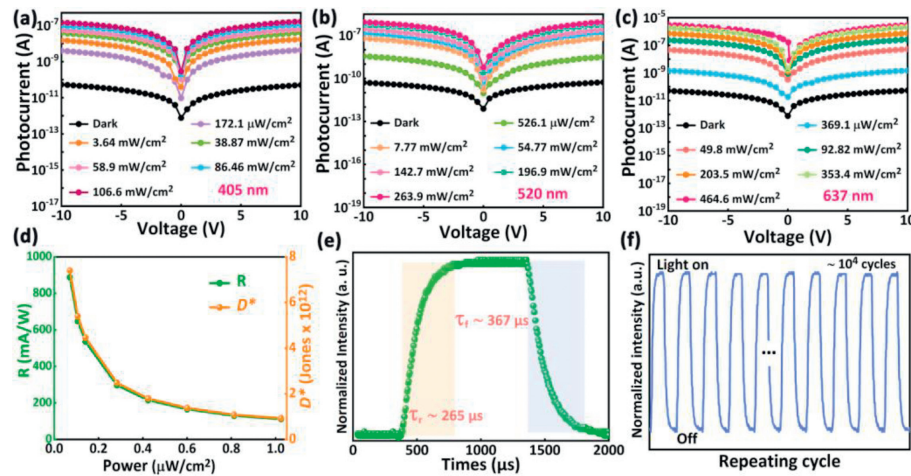 (a)
Photocurrent (A)
10-7
10-9
10-11
10-13
10-15
10-17
Dark
172.1 μW/cm2
3.64 mW/cm2
38.87 mW/cm2
58.9 mW/cm2
86.46 mW/cm2
106.6 mW/cm2
405 nm
-10 -5 0 5 10
Voltage (V)
(b)
Photocurrent (A)
10-7
10-10
10-13
10-16
10-19
Dark
526.1 μW/cm2
7.77 mW/cm2
54.77 mW/cm2
142.7 mW/cm2
196.9 mW/cm2
263.9 mW/cm2
520 nm
-10 -5 0 5 10
Voltage (V)
(c)
Photocurrent (A)
10-5
10-7
10-9
10-11
10-13
10-15
10-17
10-19
Dark
369.1 μW/cm2
49.8 mW/cm2
92.82 mW/cm2
203.5 mW/cm2
353.4 mW/cm2
464.6 mW/cm2
637 nm
-10 -5 0 5 10
Voltage (V)
(d)
R (mA/W)
1000
800
600
400
200
0
R
D*
8
6
4
2
0
D* (Jones x 1012)
0.0 0.2 0.4 0.6 0.8 1.0
Power (μW/cm2)
(e)
Normalized Intensity (a. u.)
τf ~ 367 μs
τr ~ 265 μs
0 500 1000 1500 2000
Times (μs)
(f)
Normalized intensity (a.u.)
Light on
~ 104 cycles
...
Off
Repeating cycle